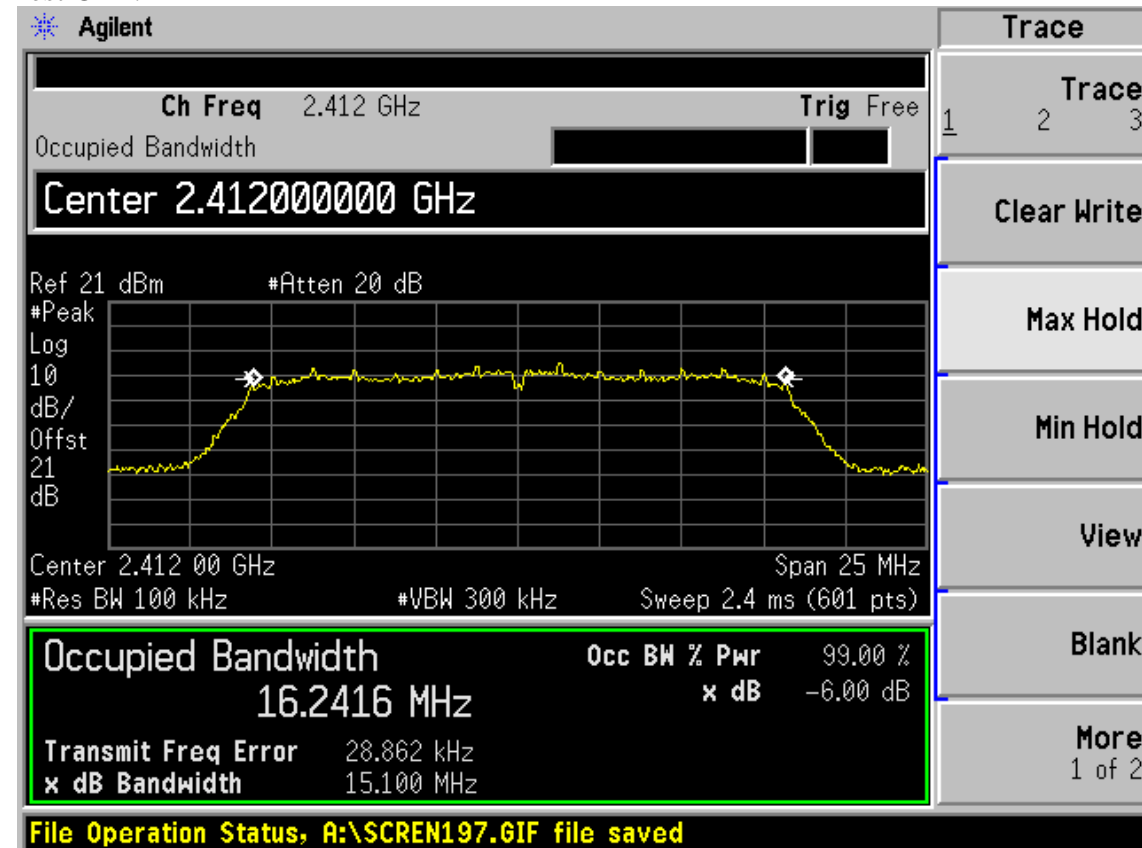 Agilent
Trace
Ch Freq 2.412 GHz Trig Free
Occupied Bandwidth
Center 2.412000000 GHz
Ref 21 dBm #Atten 20 dB
#Peak
Log
10
dB/
Offst
21
dB
Center 2.412 00 GHz Span 25 MHz
#Res BW 100 kHz #VBW 300 kHz Sweep 2.4 ms (601 pts)
Occupied Bandwidth Occ BW % Pwr 99.00 %
16.2416 MHz x dB -6.00 dB
Transmit Freq Error 28.862 kHz
x dB Bandwidth 15.100 MHz
File Operation Status, A:\SCREN197.GIF file saved
Trace
1 2 3
Clear Write
Max Hold
Min Hold
View
Blank
More
1 of 2